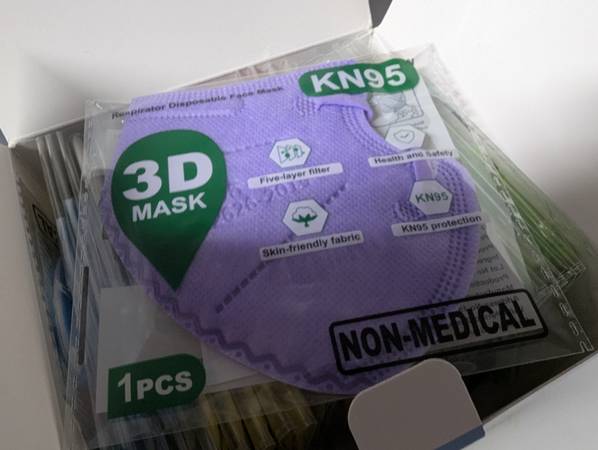 KN95
Respirator Disposable Face Mask
3D
MASK
Five-layer filter
Health and Safety
Skin-friendly fabric
KN95
KN95 protection
NON-MEDICAL
1PCS